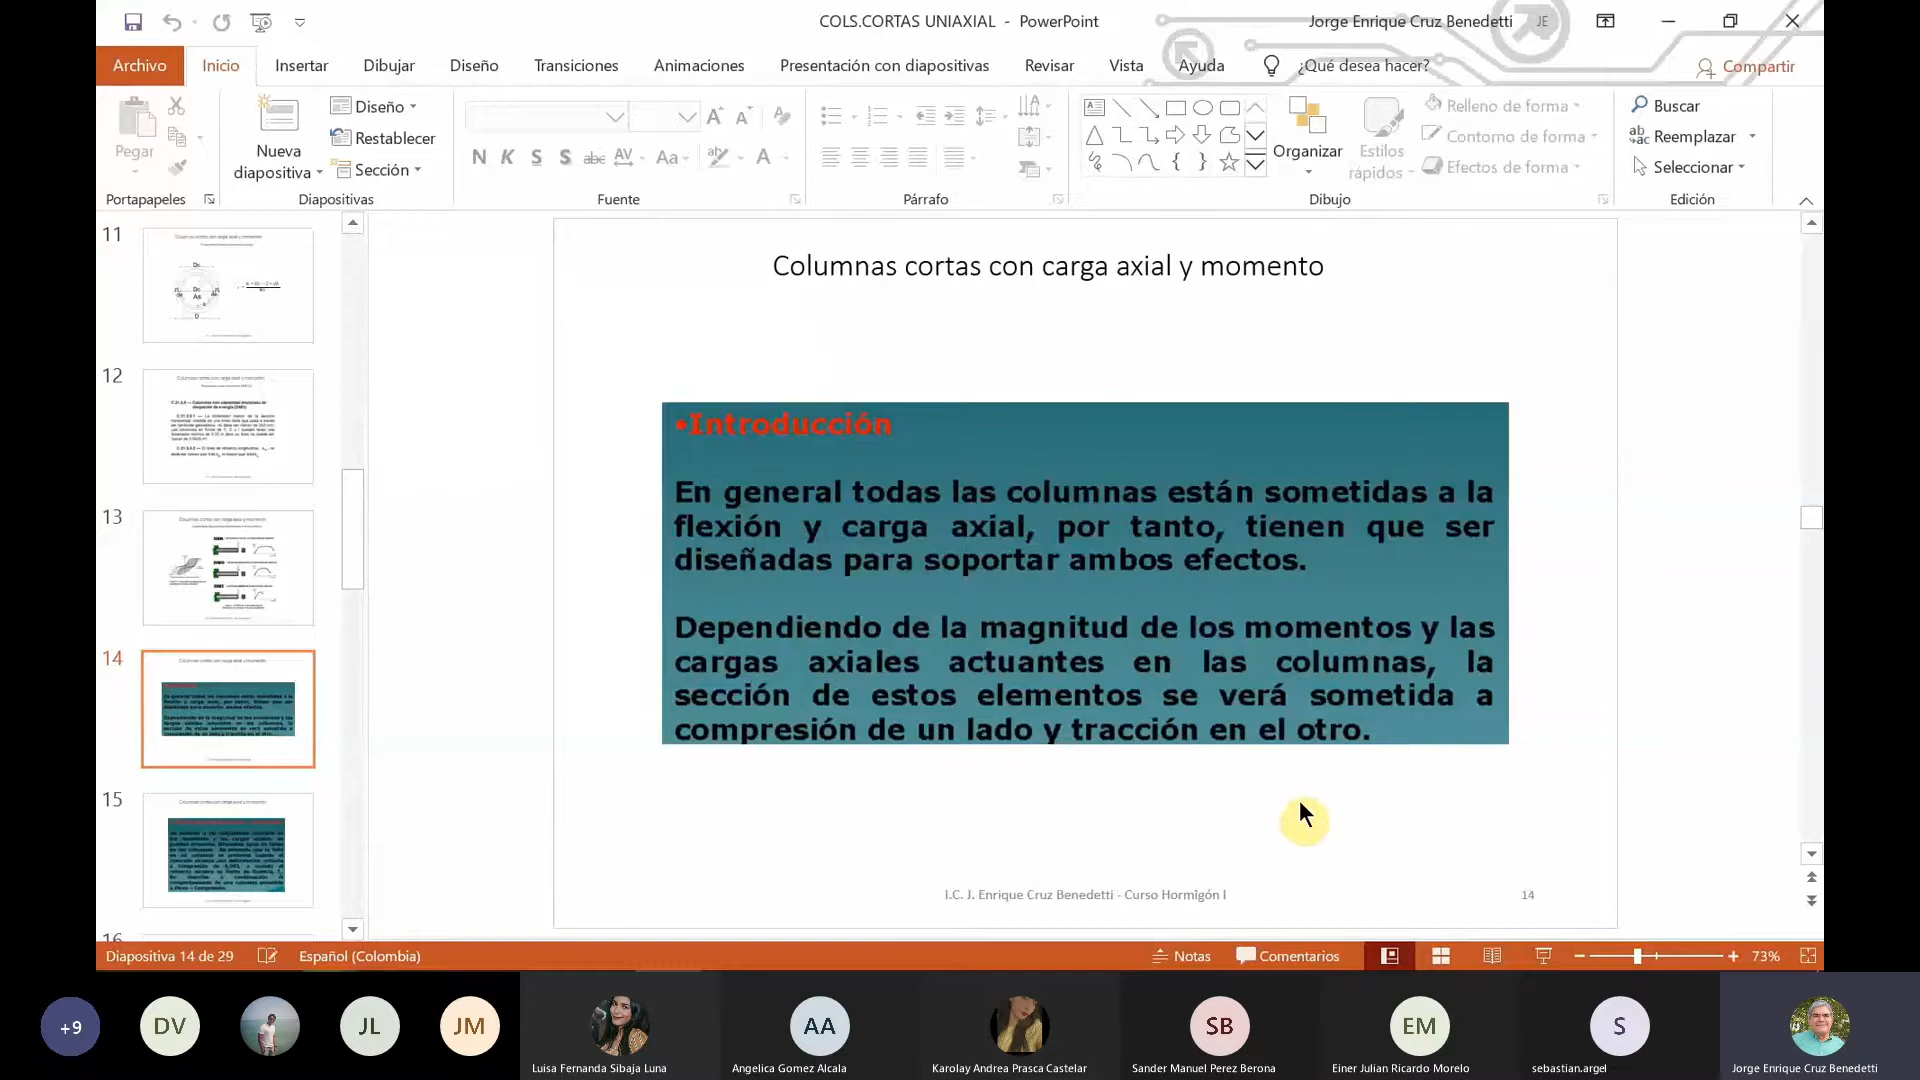 COLS.CORTAS UNIAXIAL - PowerPoint
Jorge Enrique Cruz Benedetti
JE
Archivo
Inicio
Insertar
Dibujar
Diseño
Transiciones
Animaciones
Presentación con diapositivas
Revisar
Vista
Ayuda
¿Qué desea hacer?
Compartir
Pegar
Nueva
diapositiva
Diseño
Restablecer
Sección
N K S S abc AV Aa A
Organizar
Estilos
rápidos
Relleno de forma
Contorno de forma
Efectos de forma
Buscar
Reemplazar
Seleccionar
Portapapeles
Diapositivas
Fuente
Párrafo
Dibujo
Edición
11
12
13
14
15
16
Columnas cortas con carga axial y momento
•Introducción
En general todas las columnas están sometidas a la
flexión y carga axial, por tanto, tienen que ser
diseñadas para soportar ambos efectos.
Dependiendo de la magnitud de los momentos y las
cargas axiales actuantes en las columnas, la
sección de estos elementos se verá sometida a
compresión de un lado y tracción en el otro.
I.C. J. Enrique Cruz Benedetti - Curso Hormigón I
14
Diapositiva 14 de 29
Español (Colombia)
Notas
Comentarios
73%
+9
DV
JL
JM
Luisa Fernanda Sibaja Luna
AA
Angelica Gomez Alcala
Karolay Andrea Prasca Castelar
SB
Sander Manuel Perez Berona
EM
Einer Julian Ricardo Morelo
S
sebastian.argel
Jorge Enrique Cruz Benedetti